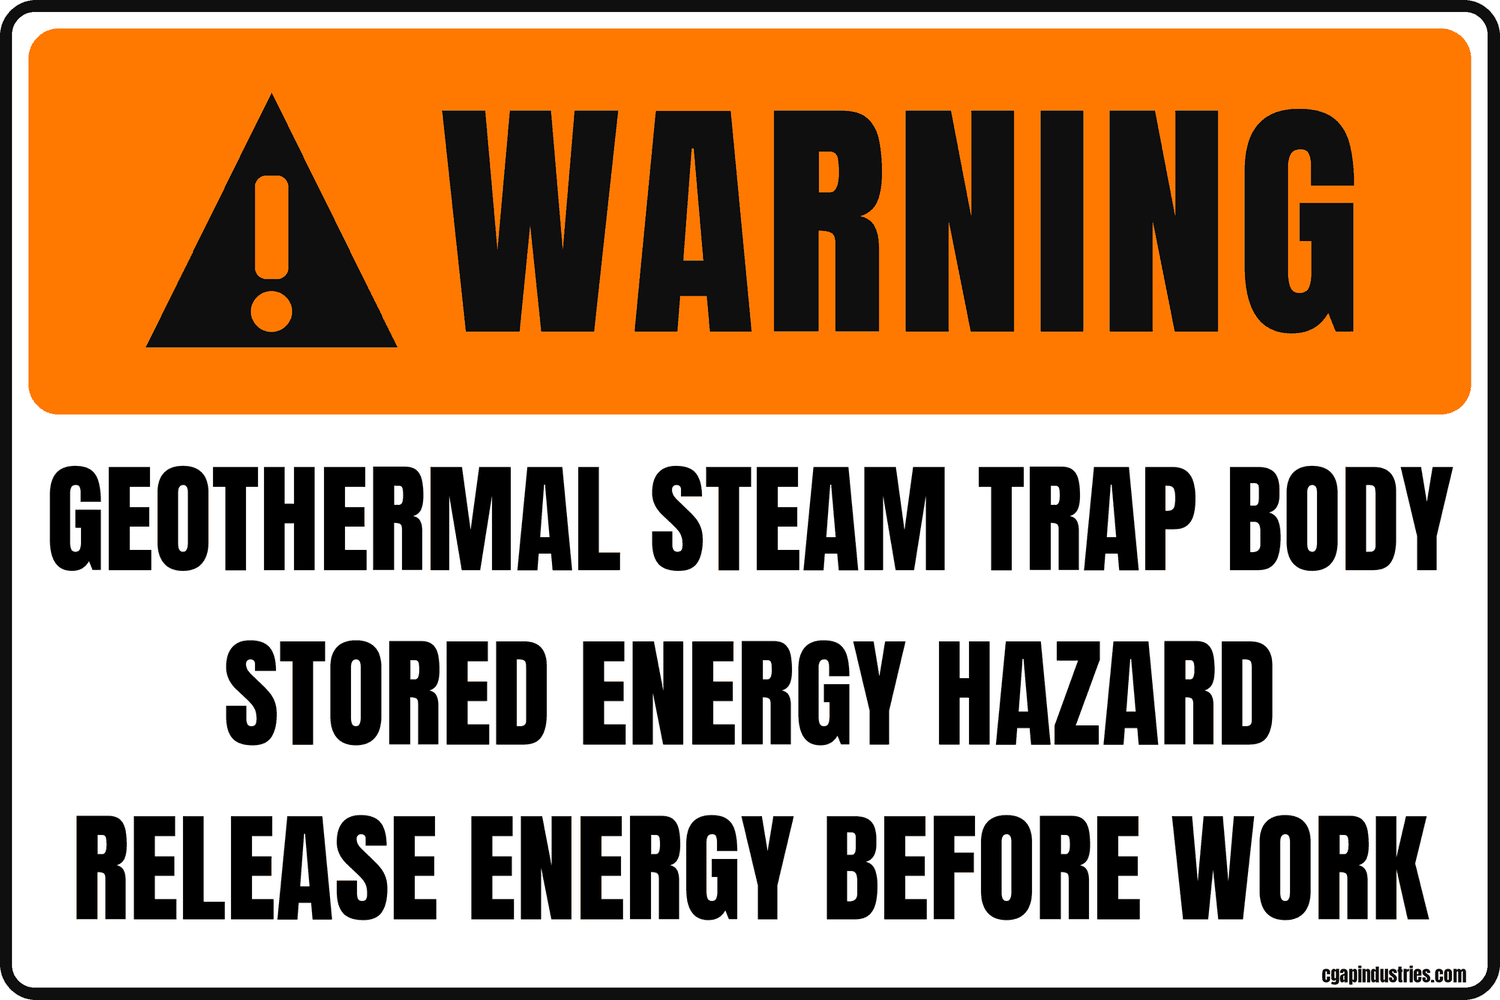 WARNING
GEOTHERMAL STEAM TRAP BODY
STORED ENERGY HAZARD
RELEASE ENERGY BEFORE WORK
cgapindustries.com